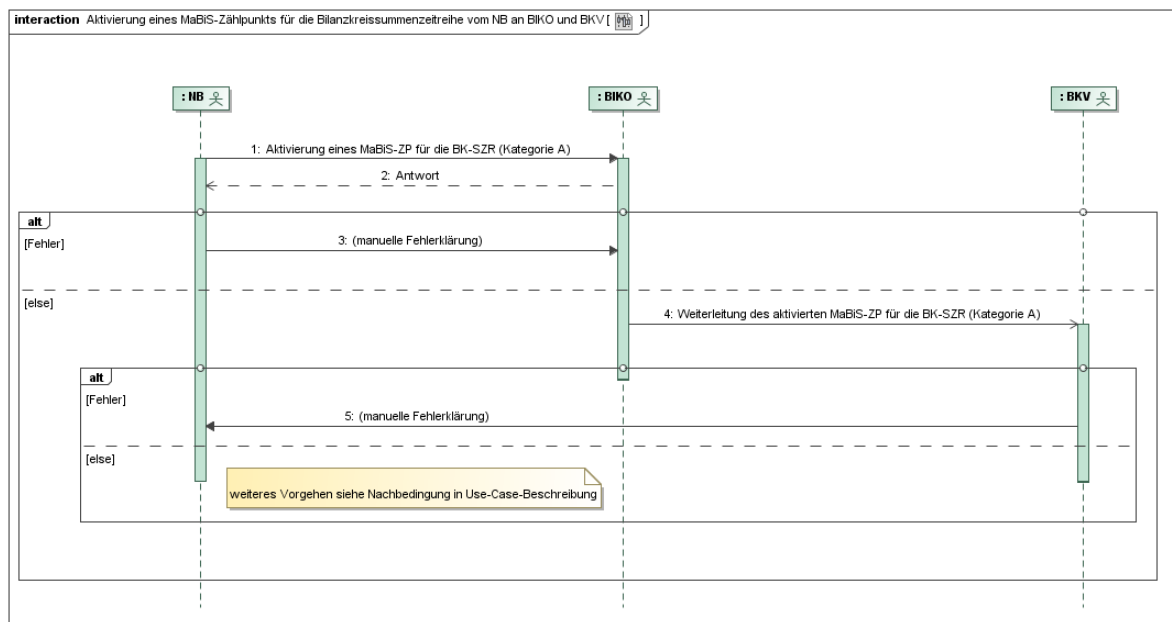 interaction Aktivierung eines MaBiS-Zählpunkts für die Bilanzkreissummenzeitreihe vom NB an BIKO und BKV [ ]
: NB
: BIKO
: BKV
1: Aktivierung eines MaBiS-ZP für die BK-SZR (Kategorie A)
2: Antwort
alt
[Fehler]
3: (manuelle Fehlerklärung)
[else]
4: Weiterleitung des aktivierten MaBiS-ZP für die BK-SZR (Kategorie A)
alt
[Fehler]
5: (manuelle Fehlerklärung)
[else]
weiteres Vorgehen siehe Nachbedingung in Use-Case-Beschreibung